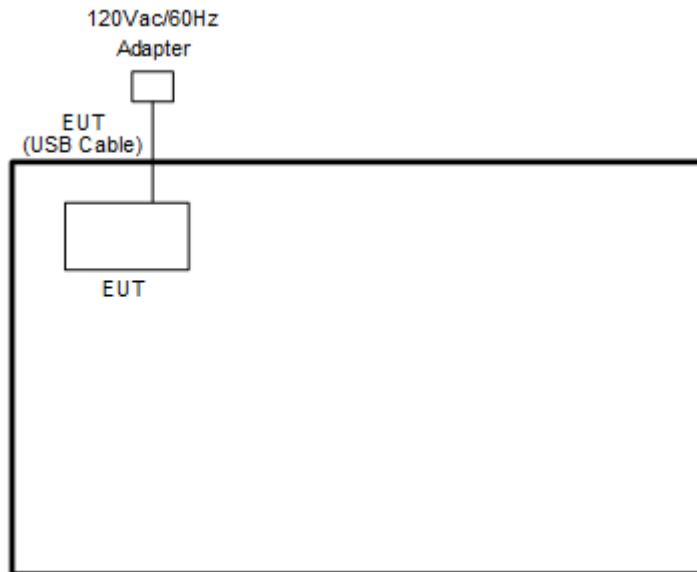 120Vac/60Hz
Adapter
EUT
(USB Cable)
EUT